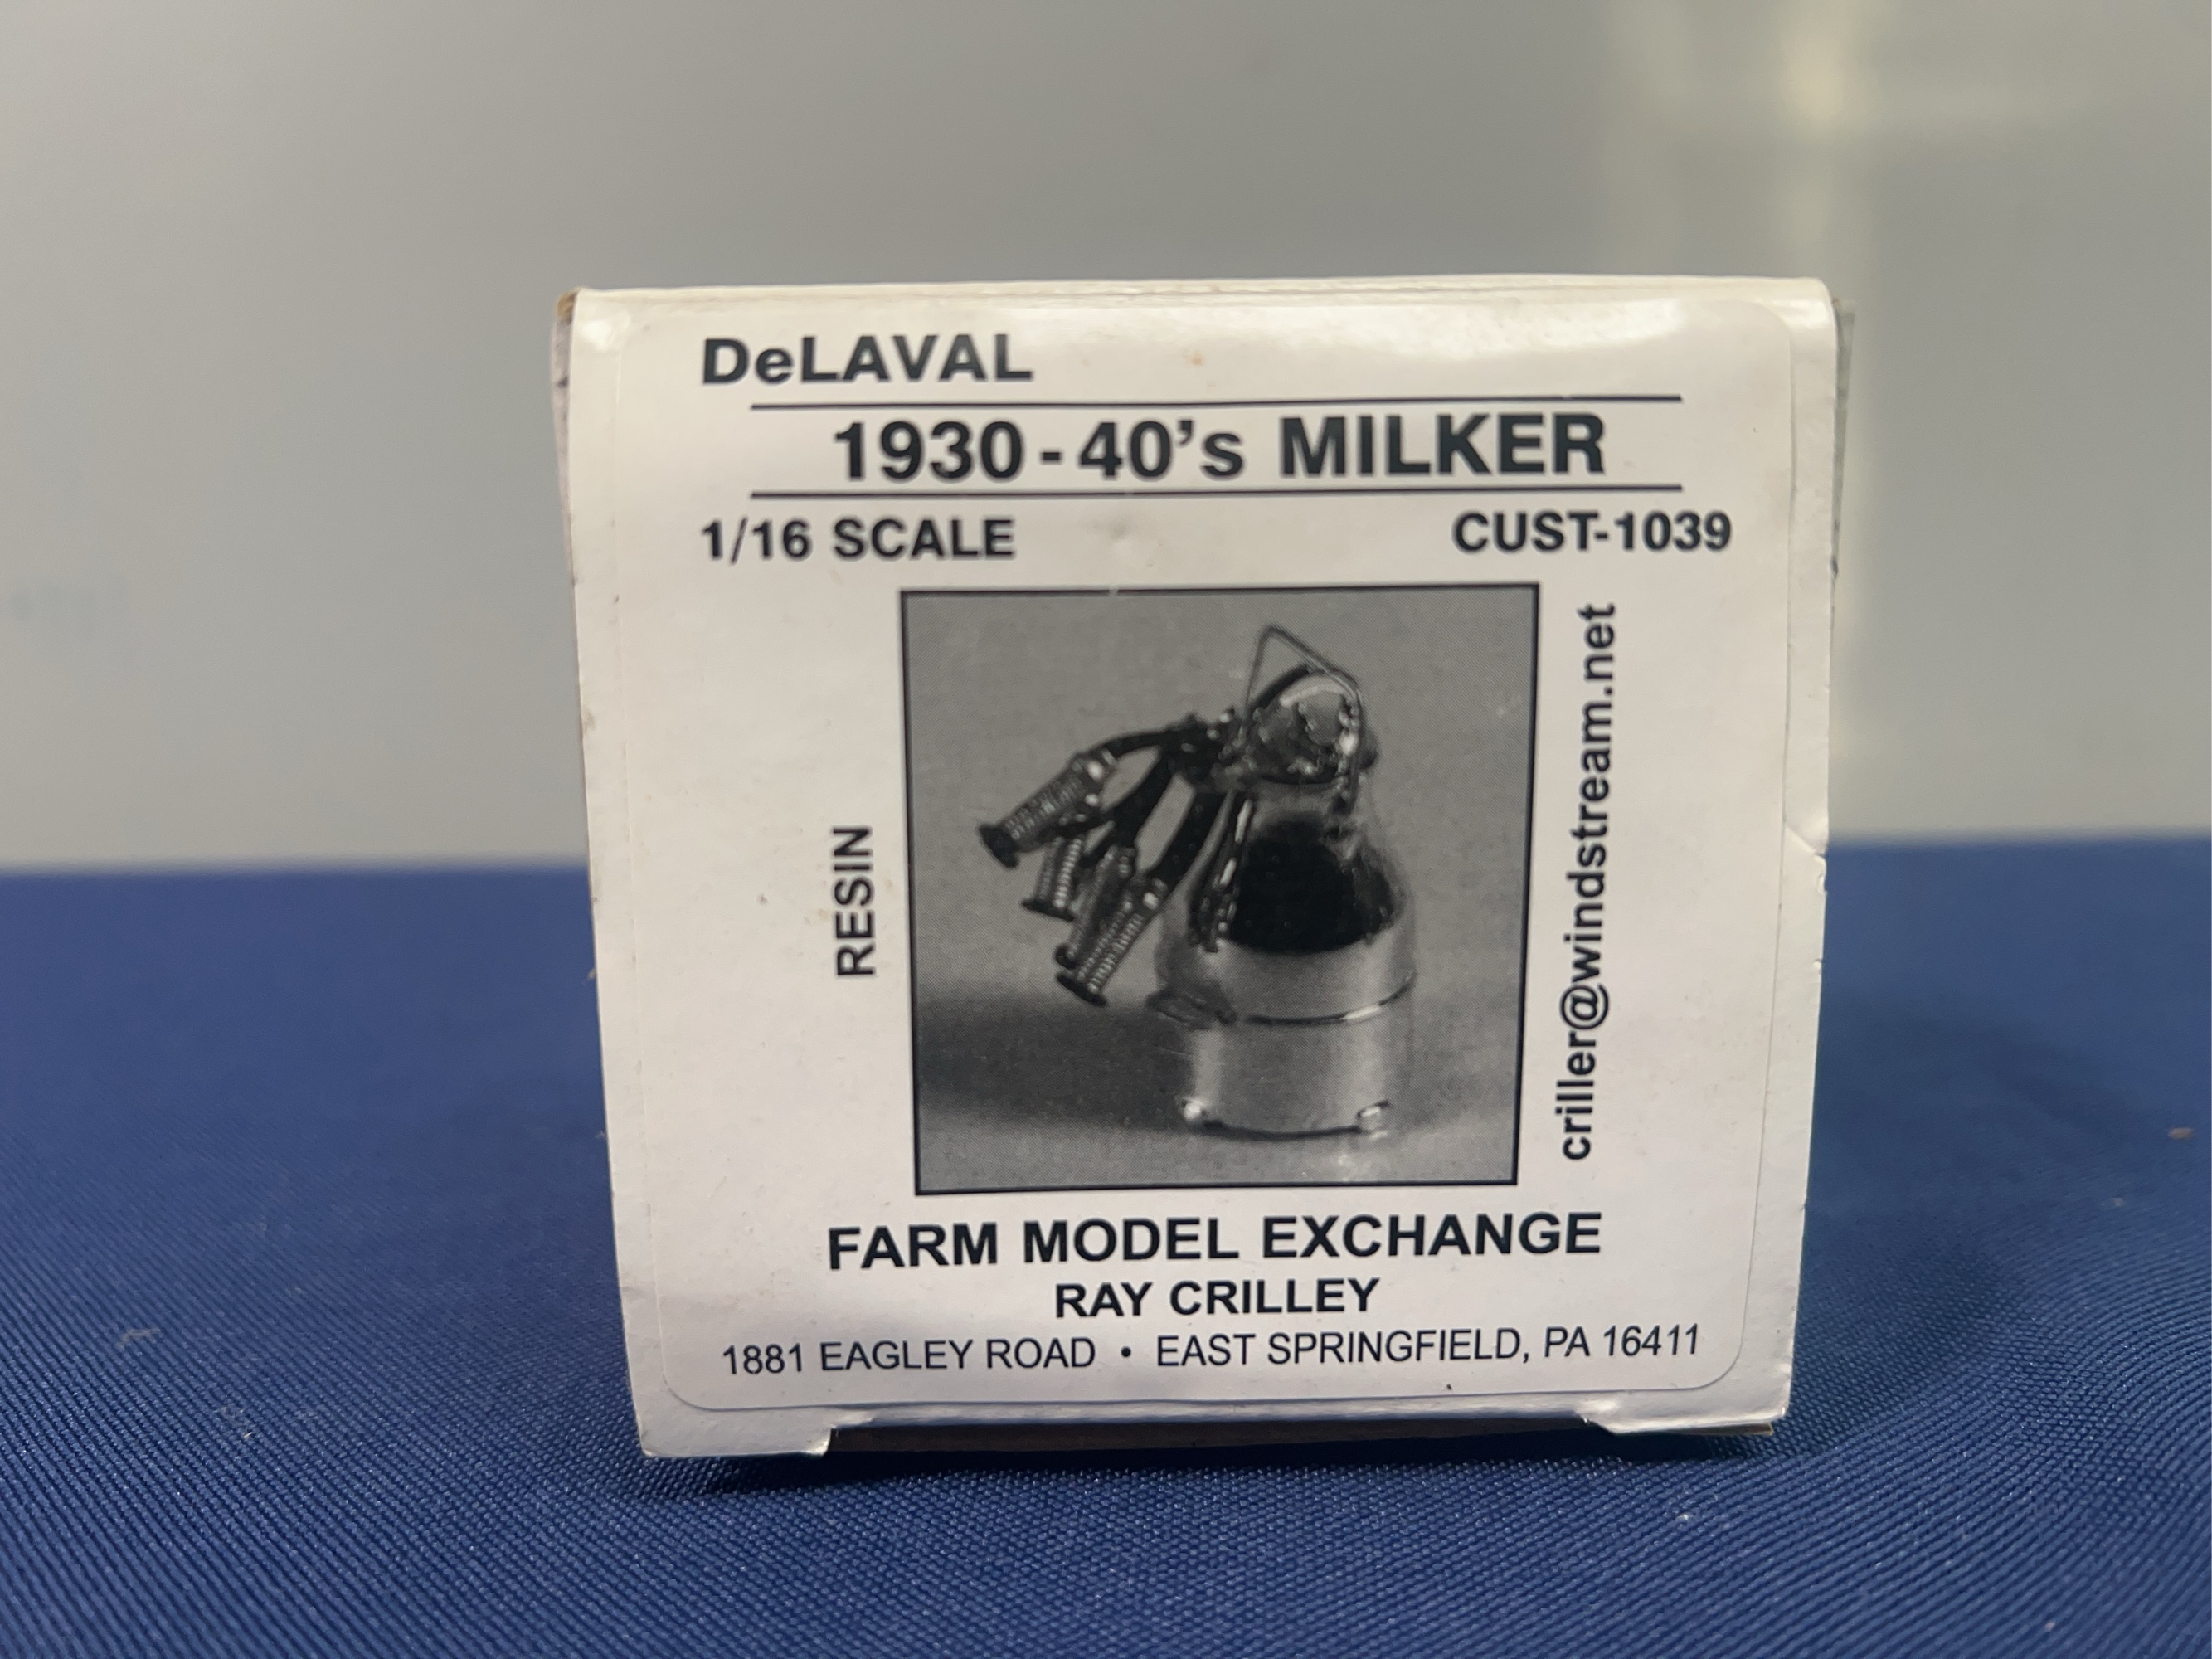 DeLAVAL
1930-40's MILKER
1/16 SCALE
CUST-1039
RESIN
criller@windstream.net
FARM MODEL EXCHANGE
RAY CRILLEY
1881 EAGLEY ROAD • EAST SPRINGFIELD, PA 16411